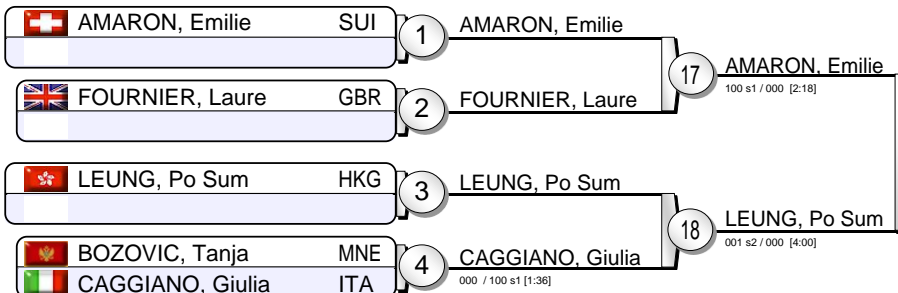 AMARON, Emilie SUI
1
AMARON, Emilie
17
AMARON, Emilie
100 s1 / 000 [2:18]
FOURNIER, Laure GBR
2
FOURNIER, Laure
LEUNG, Po Sum HKG
3
LEUNG, Po Sum
18
LEUNG, Po Sum
001 s2 / 000 [4:00]
BOZOVIC, Tanja MNE
4
CAGGIANO, Giulia
000 / 100 s1 [1:36]
CAGGIANO, Giulia ITA